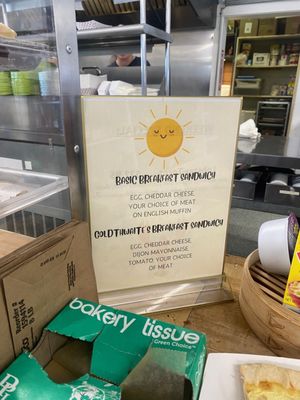 BASIC BREAKFAST SANDWICH
EGG, CHEDDAR CHEESE,
YOUR CHOICE OF MEAT
ON ENGLISH MUFFIN
COLDTHWAITE'S BREAKFAST SANDWICH
EGG, CHEDDAR CHEESE,
DIJON MAYONNAISE,
TOMATO, YOUR CHOICE
OF MEAT
bakery tissue
Green Choice